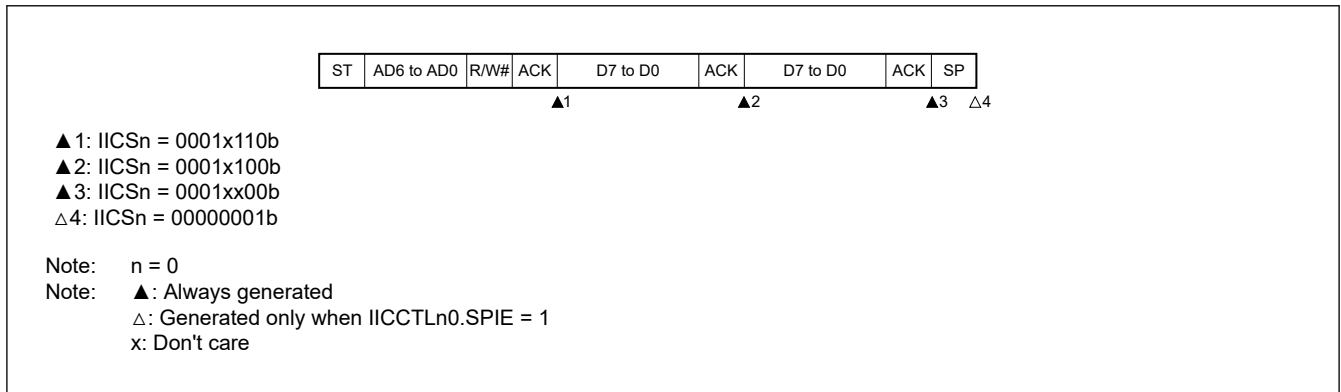 ST AD6 to AD0 R/W# ACK D7 to D0 ACK D7 to D0 ACK SP
▲1 ▲2 ▲3 △4
▲1: IICSn = 0001x110b
▲2: IICSn = 0001x100b
▲3: IICSn = 0001xx00b
△4: IICSn = 00000001b
Note: n = 0
Note: ▲: Always generated
△: Generated only when IICCTLn0.SPIE = 1
x: Don't care